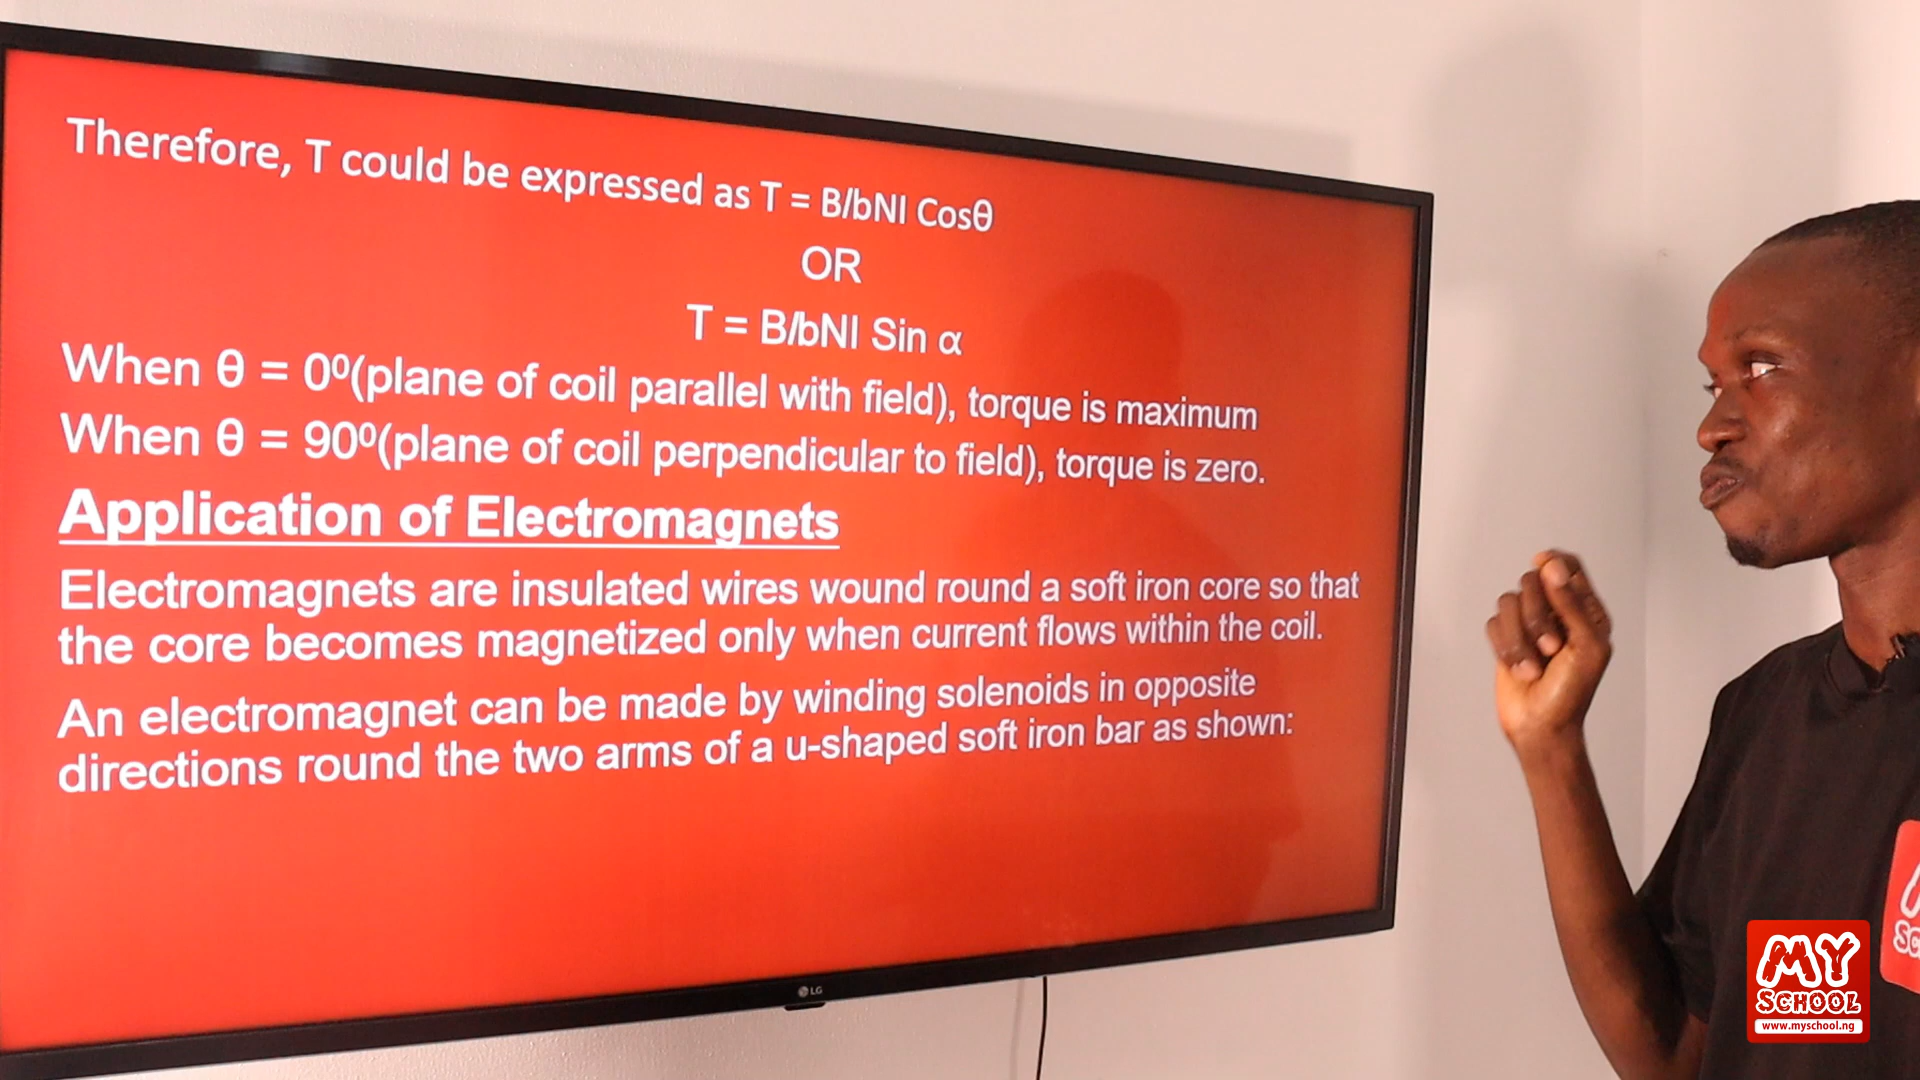 Therefore, T could be expressed as T = BlbNI Cosθ
OR
T = BlbNI Sin α
When θ = 0⁰(plane of coil parallel with field), torque is maximum
When θ = 90⁰(plane of coil perpendicular to field), torque is zero.
Application of Electromagnets
Electromagnets are insulated wires wound round a soft iron core so that
the core becomes magnetized only when current flows within the coil.
An electromagnet can be made by winding solenoids in opposite
directions round the two arms of a u-shaped soft iron bar as shown:
LG
MY
SCHOOL
www.myschool.ng